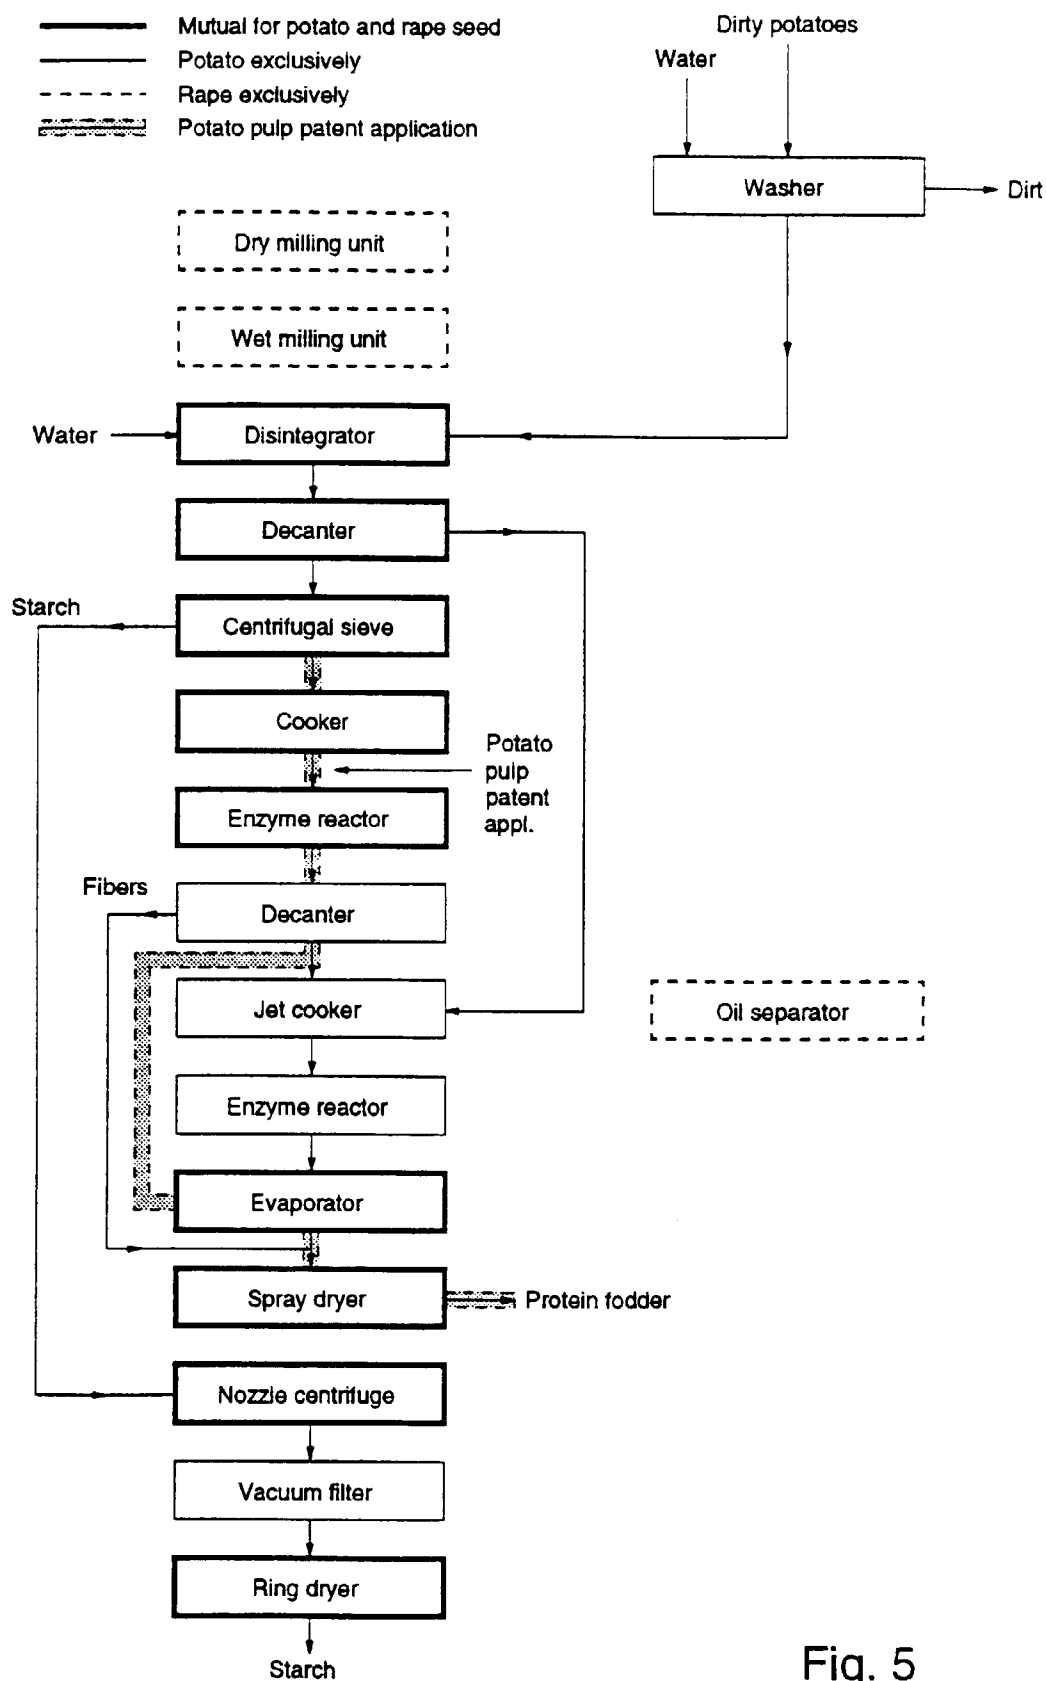 Mutual for potato and rape seed
Potato exclusively
Rape exclusively
Potato pulp patent application
Dirty potatoes
Water
Washer
Dirt
Dry milling unit
Wet milling unit
Water
Disintegrator
Decanter
Starch
Centrifugal sieve
Cooker
Potato
pulp
patent
appl.
Enzyme reactor
Fibers
Decanter
Jet cooker
Oil separator
Enzyme reactor
Evaporator
Spray dryer
Protein fodder
Nozzle centrifuge
Vacuum filter
Ring dryer
Starch
Fig. 5